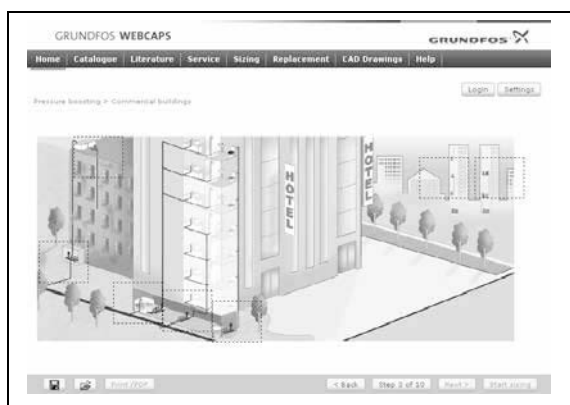 GRUNDFOS WEBCAPS
GRUNDFOS
Home Catalogue Literature Service Sizing Replacement CAD Drawings Help
Login Settings
Pressure boosting > Commercial buildings
HOTEL
HOTEL
Print /PDF < Back Step 3 of 10 Next > Start sizing